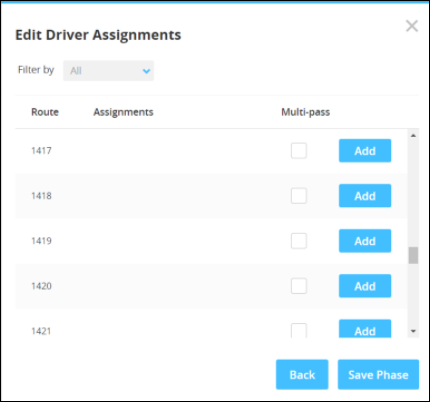 Edit Driver Assignments
Filter by All
Route Assignments Multi-pass
1417 Add
1418 Add
1419 Add
1420 Add
1421 Add
Back Save Phase